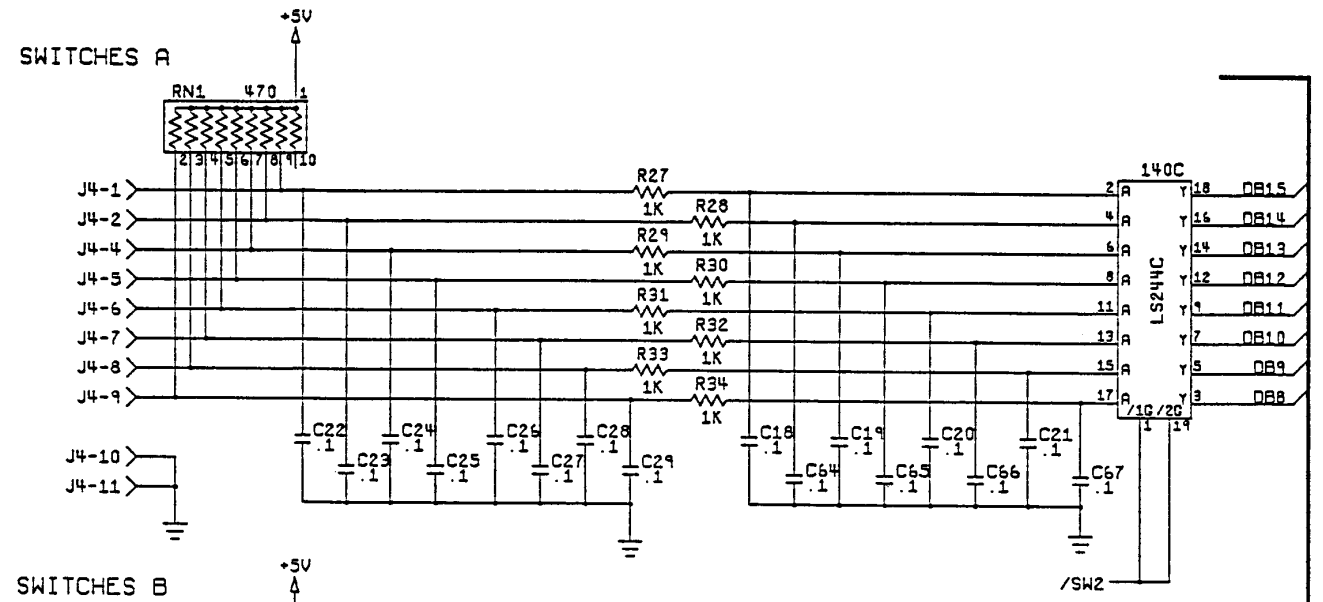 +5V
SWITCHES A
RN1 470 1
2 3 4 5 6 7 8 9 10
140C
J4-1 R27 1K 2 A Y 18 DB15
J4-2 R28 1K 4 A Y 16 DB14
J4-4 R29 1K 6 A Y 14 DB13
J4-5 R30 1K 8 A Y 12 DB12
LS244C
J4-6 R31 1K 11 A Y 9 DB11
J4-7 R32 1K 13 A Y 7 DB10
J4-8 R33 1K 15 A Y 5 DB9
J4-9 R34 1K 17 A Y 3 DB8
/1G /2G
1 19
C22 .1 C24 .1 C26 .1 C28 .1 C18 .1 C19 .1 C20 .1 C21 .1
J4-10
C23 .1 C25 .1 C27 .1 C29 .1 C64 .1 C65 .1 C66 .1 C67 .1
J4-11
+5V
SWITCHES B
/SW2